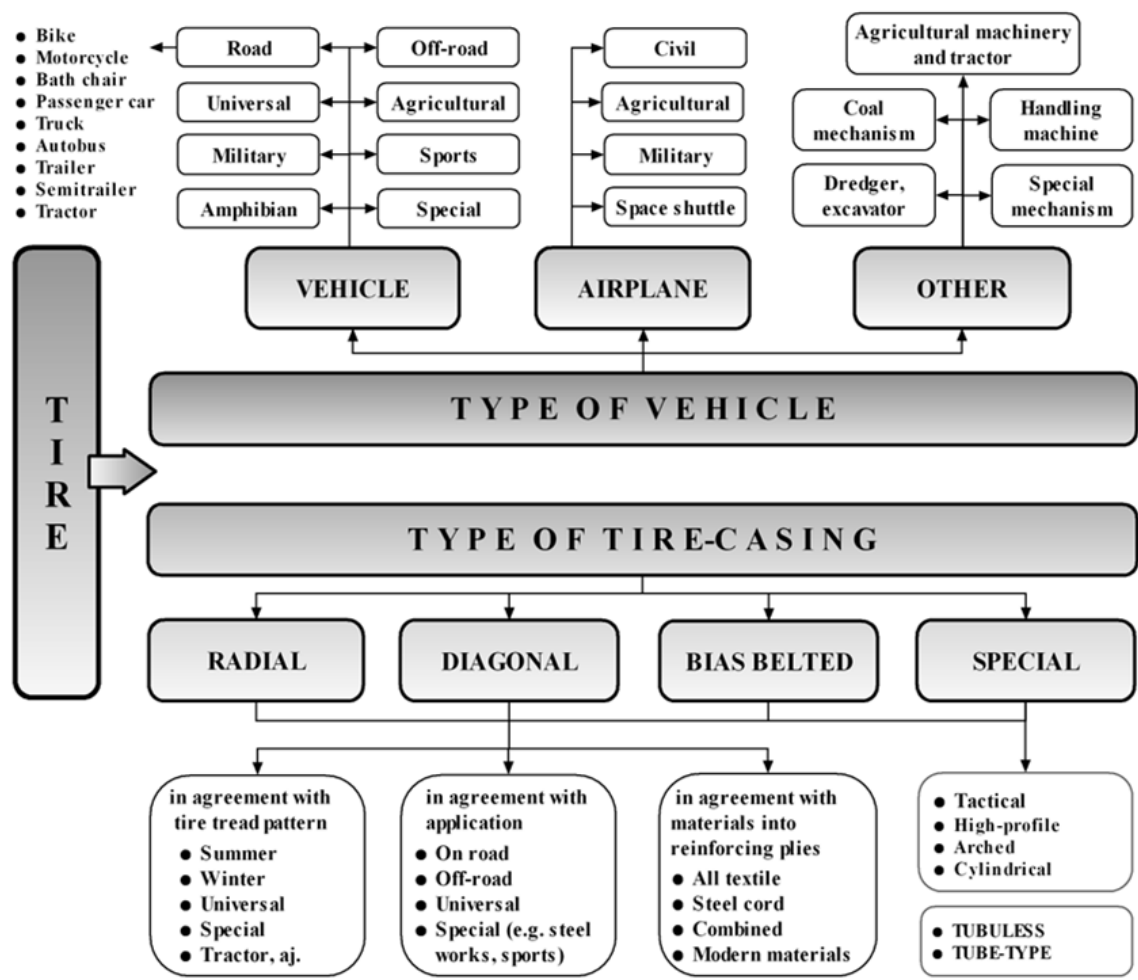 ● Bike
● Motorcycle
● Bath chair
● Passenger car
● Truck
● Autobus
● Trailer
● Semitrailer
● Tractor
Road
Off-road
Universal
Agricultural
Military
Sports
Amphibian
Special
Civil
Agricultural
Military
Space shuttle
Agricultural machinery
and tractor
Coal
mechanism
Handling
machine
Dredger,
excavator
Special
mechanism
VEHICLE
AIRPLANE
OTHER
TIRE
TYPE OF VEHICLE
TYPE OF TIRE-CASING
RADIAL
DIAGONAL
BIAS BELTED
SPECIAL
in agreement with
tire tread pattern
● Summer
● Winter
● Universal
● Special
● Tractor, aj.
in agreement with
application
● On road
● Off-road
● Universal
● Special (e.g. steel
works, sports)
in agreement with
materials into
reinforcing plies
● All textile
● Steel cord
● Combined
● Modern materials
● Tactical
● High-profile
● Arched
● Cylindrical
● TUBULESS
● TUBE-TYPE